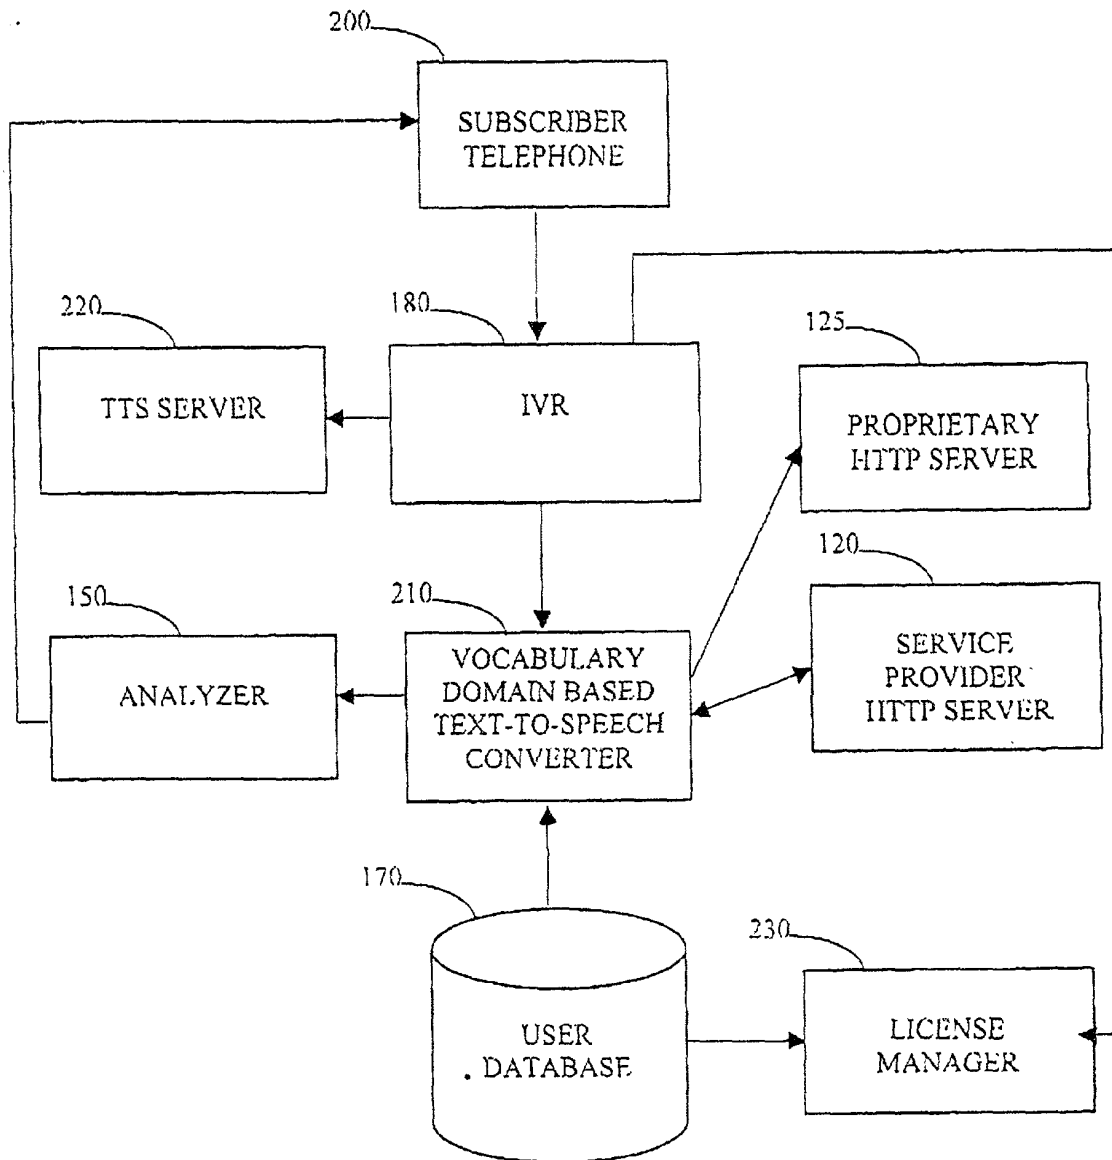 200
SUBSCRIBER
TELEPHONE
220
180
125
TTS SERVER
IVR
PROPRIETARY
HTTP SERVER
120
150
210
ANALYZER
VOCABULARY
DOMAIN BASED
TEXT-TO-SPEECH
CONVERTER
SERVICE
PROVIDER
HTTP SERVER
170
230
USER
DATABASE
LICENSE
MANAGER